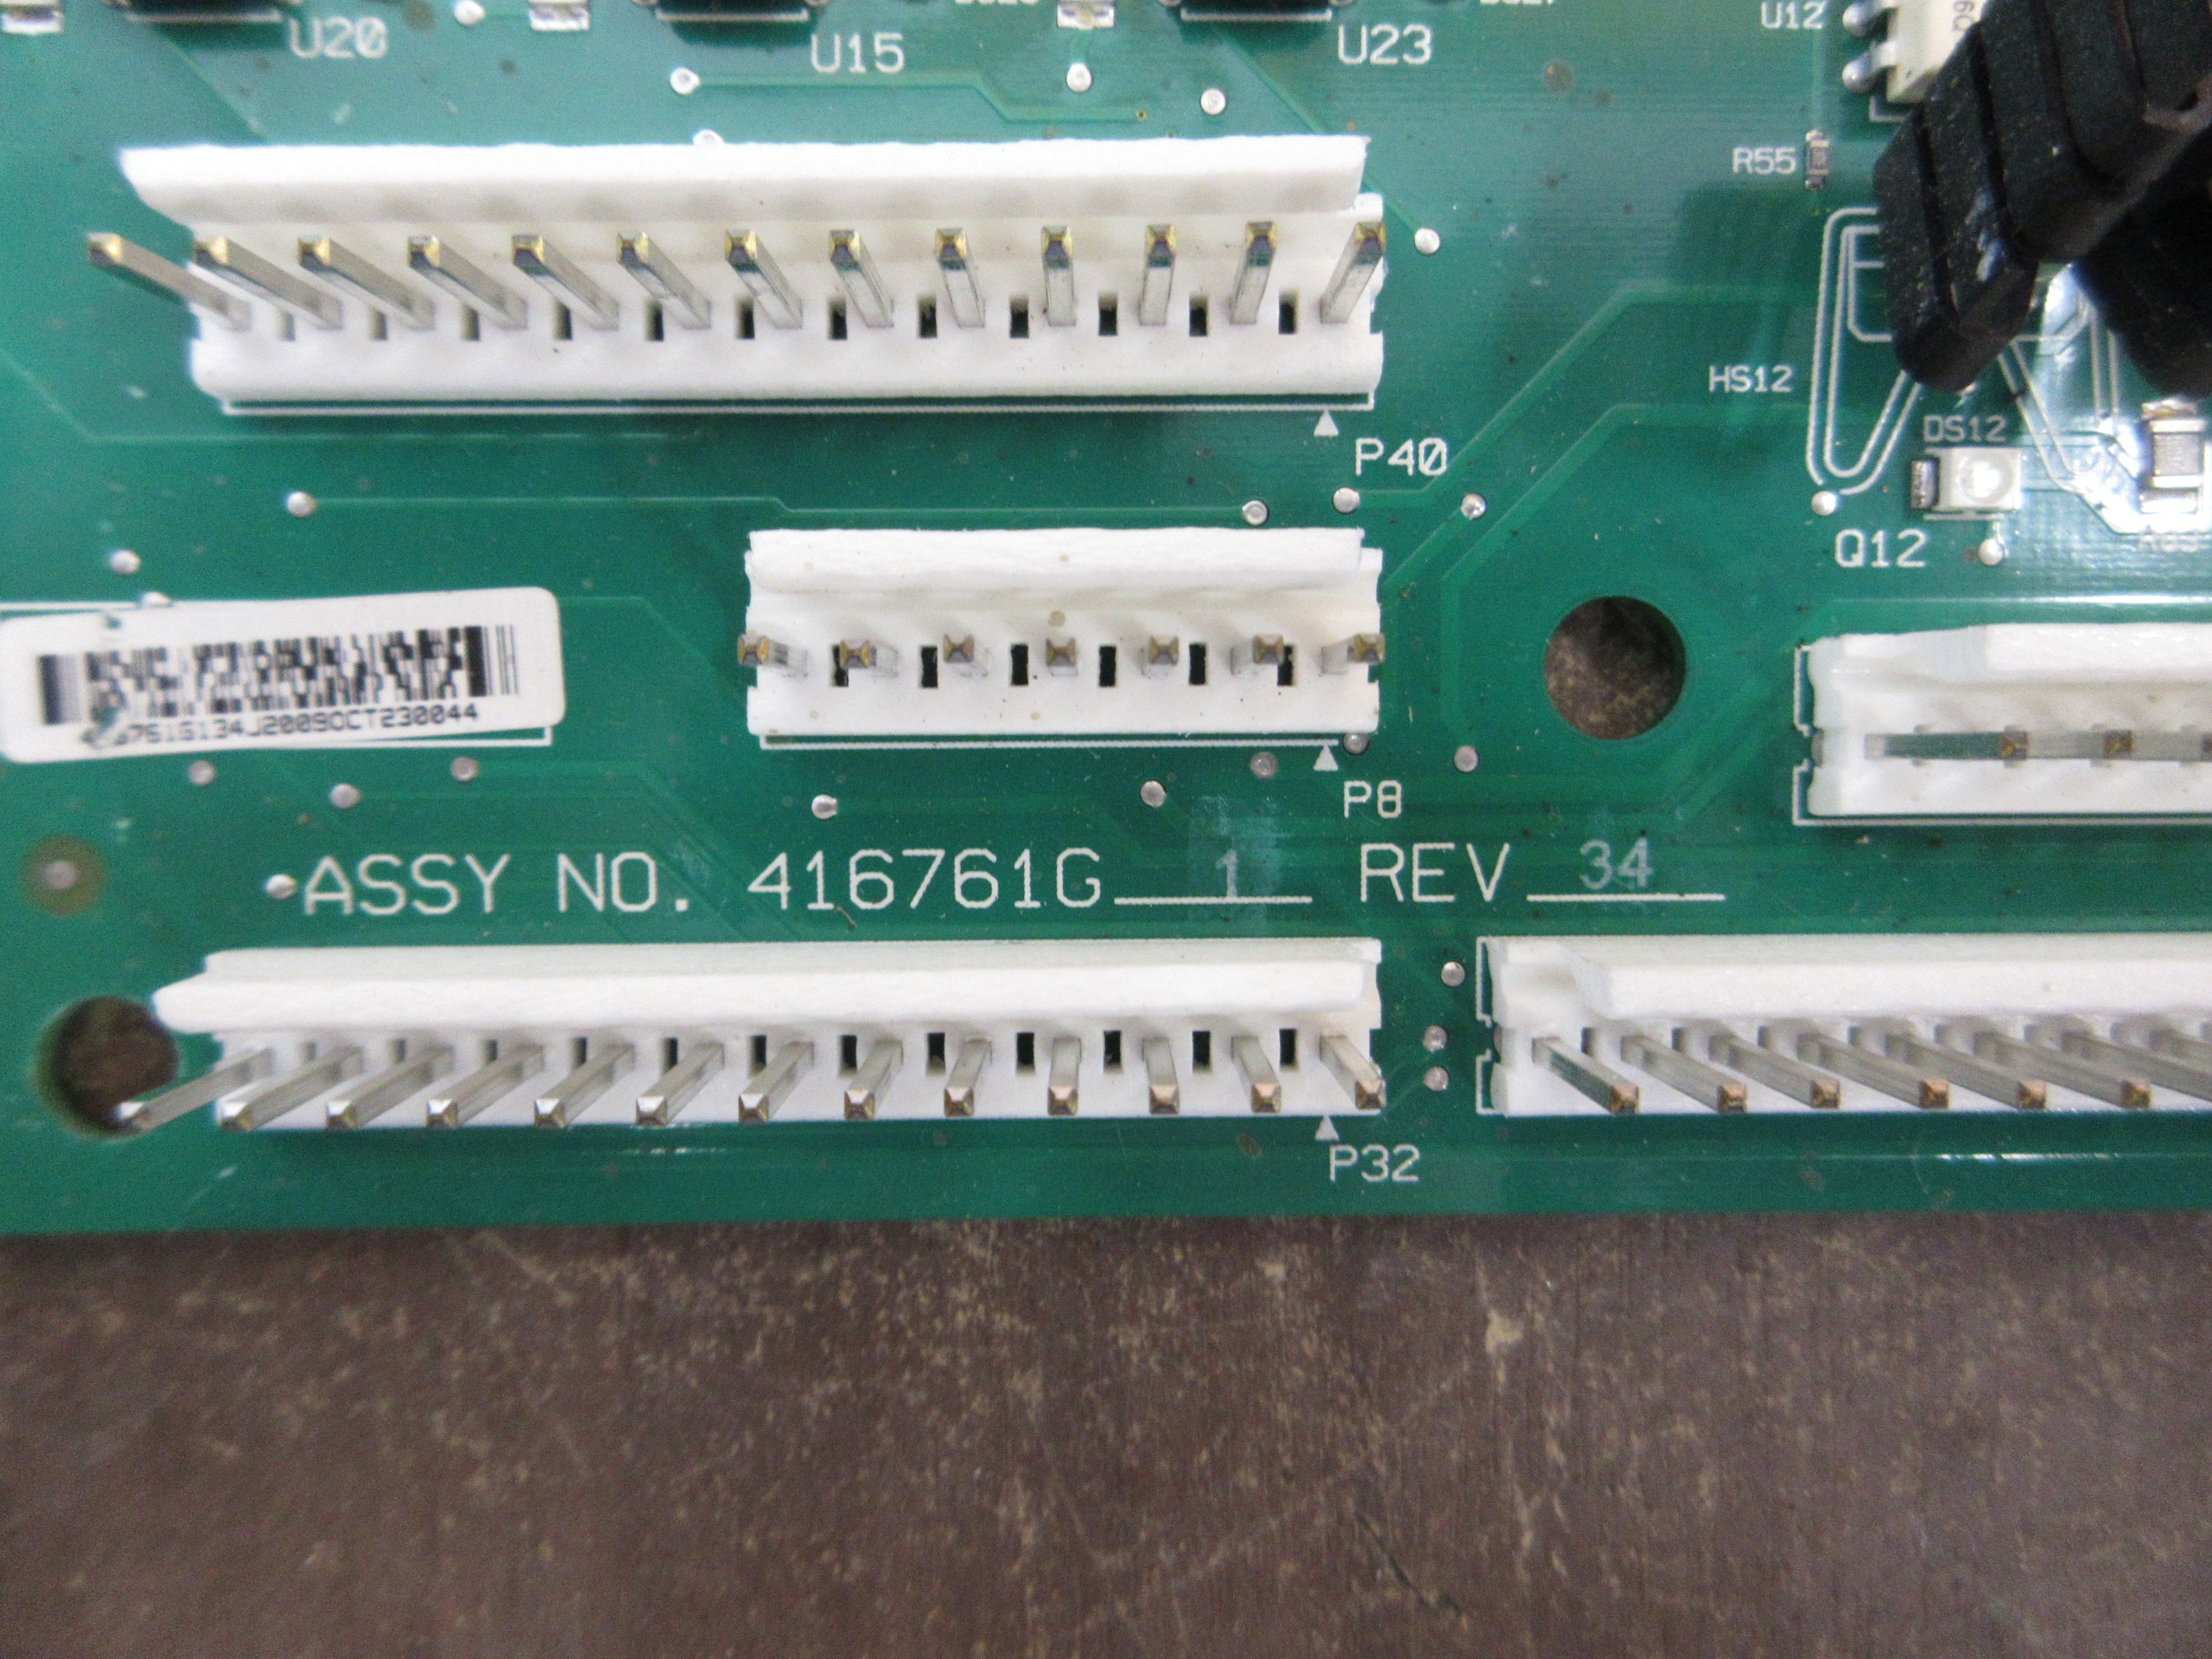 U20
U15
U23
U12
R55
HS12
DS12
P40
Q12
P8
ASSY NO. 416761G 1 REV 34
P32